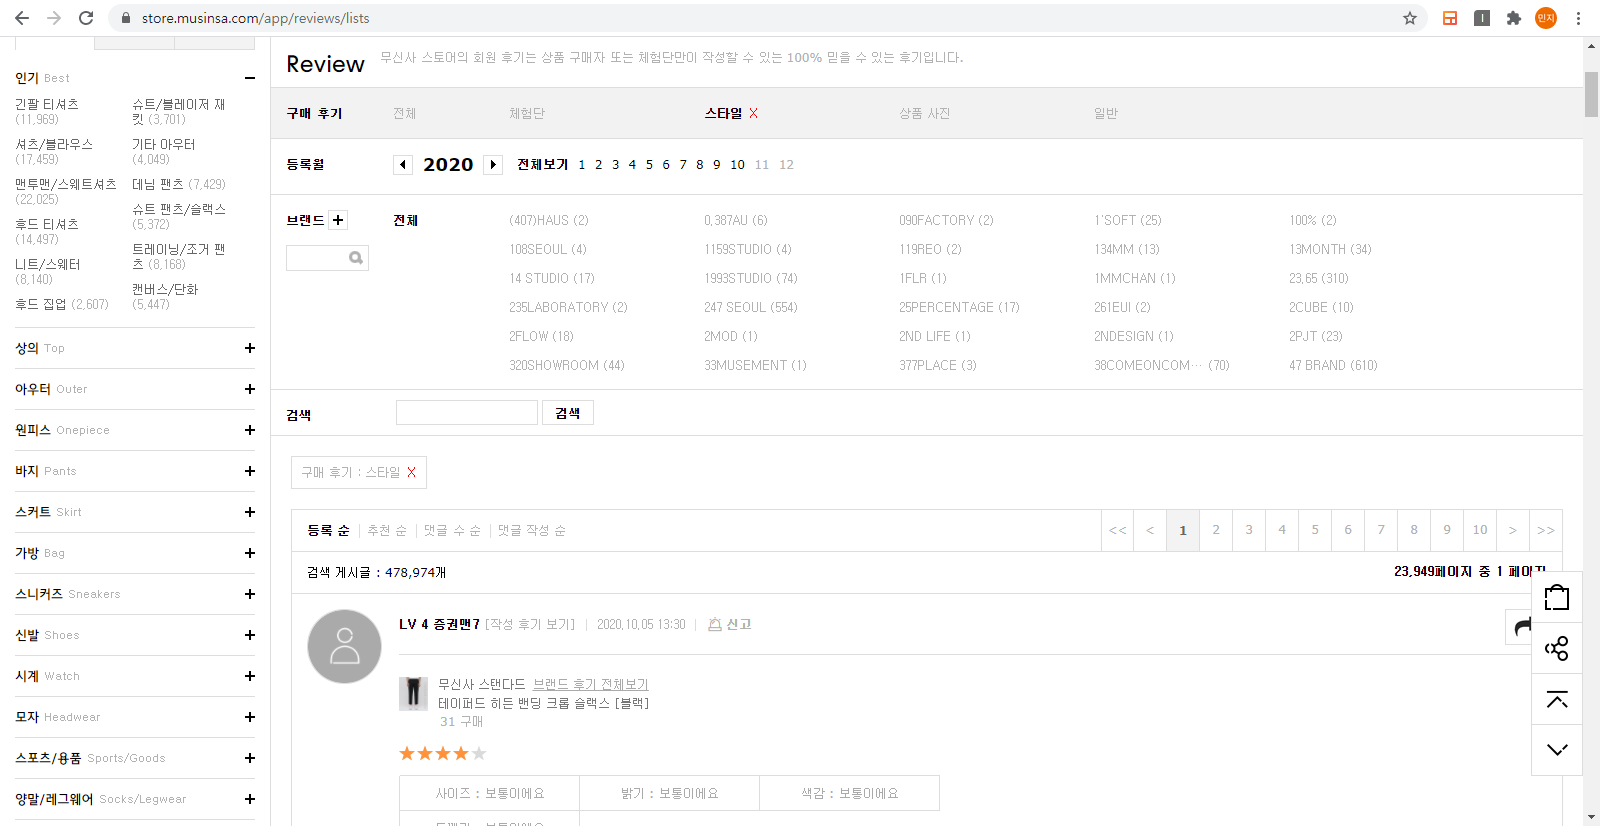 store.musinsa.com/app/reviews/lists
민지
인기 Best
긴팔 티셔츠
(11,969)
셔츠/블라우스
(17,459)
맨투맨/스웨트셔츠
(22,025)
후드 티셔츠
(14,497)
니트/스웨터
(8,140)
후드 집업 (2,607)
슈트/블레이저 재
킷 (3,701)
기타 아우터
(4,049)
데님 팬츠 (7,429)
슈트 팬츠/슬랙스
(5,372)
트레이닝/조거 팬
츠 (8,168)
캔버스/단화
(5,447)
상의 Top
아우터 Outer
원피스 Onepiece
바지 Pants
스커트 Skirt
가방 Bag
스니커즈 Sneakers
신발 Shoes
시계 Watch
모자 Headwear
스포츠/용품 Sports/Goods
양말/레그웨어 Socks/Legwear
Review 무신사 스토어의 회원 후기는 상품 구매자 또는 체험단만이 작성할 수 있는 100% 믿을 수 있는 후기입니다.
구매 후기 전체 체험단 스타일 X 상품 사진 일반
등록월 2020 전체보기 1 2 3 4 5 6 7 8 9 10 11 12
브랜드 + 전체 (407)HAUS (2) 0,387AU (6) 090FACTORY (2) 1'SOFT (25) 100% (2)
108SEOUL (4) 1159STUDIO (4) 119REO (2) 134MM (13) 13MONTH (34)
14 STUDIO (17) 1993STUDIO (74) 1FLR (1) 1MMCHAN (1) 23,65 (310)
235LABORATORY (2) 247 SEOUL (554) 25PERCENTAGE (17) 261EUI (2) 2CUBE (10)
2FLOW (18) 2MOD (1) 2ND LIFE (1) 2NDESIGN (1) 2PJT (23)
320SHOWROOM (44) 33MUSEMENT (1) 377PLACE (3) 38COMEONCOM··· (70) 47 BRAND (610)
검색 검색
구매 후기 : 스타일 X
등록 순 | 추천 순 | 댓글 수 순 | 댓글 작성 순 << < 1 2 3 4 5 6 7 8 9 10 > >>
검색 게시글 : 478,974개 23,949페이지 중 1 페이지
LV 4 증권맨7 [작성 후기 보기] | 2020,10,05 13:30 | 신고
무신사 스탠다드 브랜드 후기 전체보기
테이퍼드 히든 밴딩 크롭 슬랙스 [블랙]
31 구매
사이즈 : 보통이에요 밝기 : 보통이에요 색감 : 보통이에요